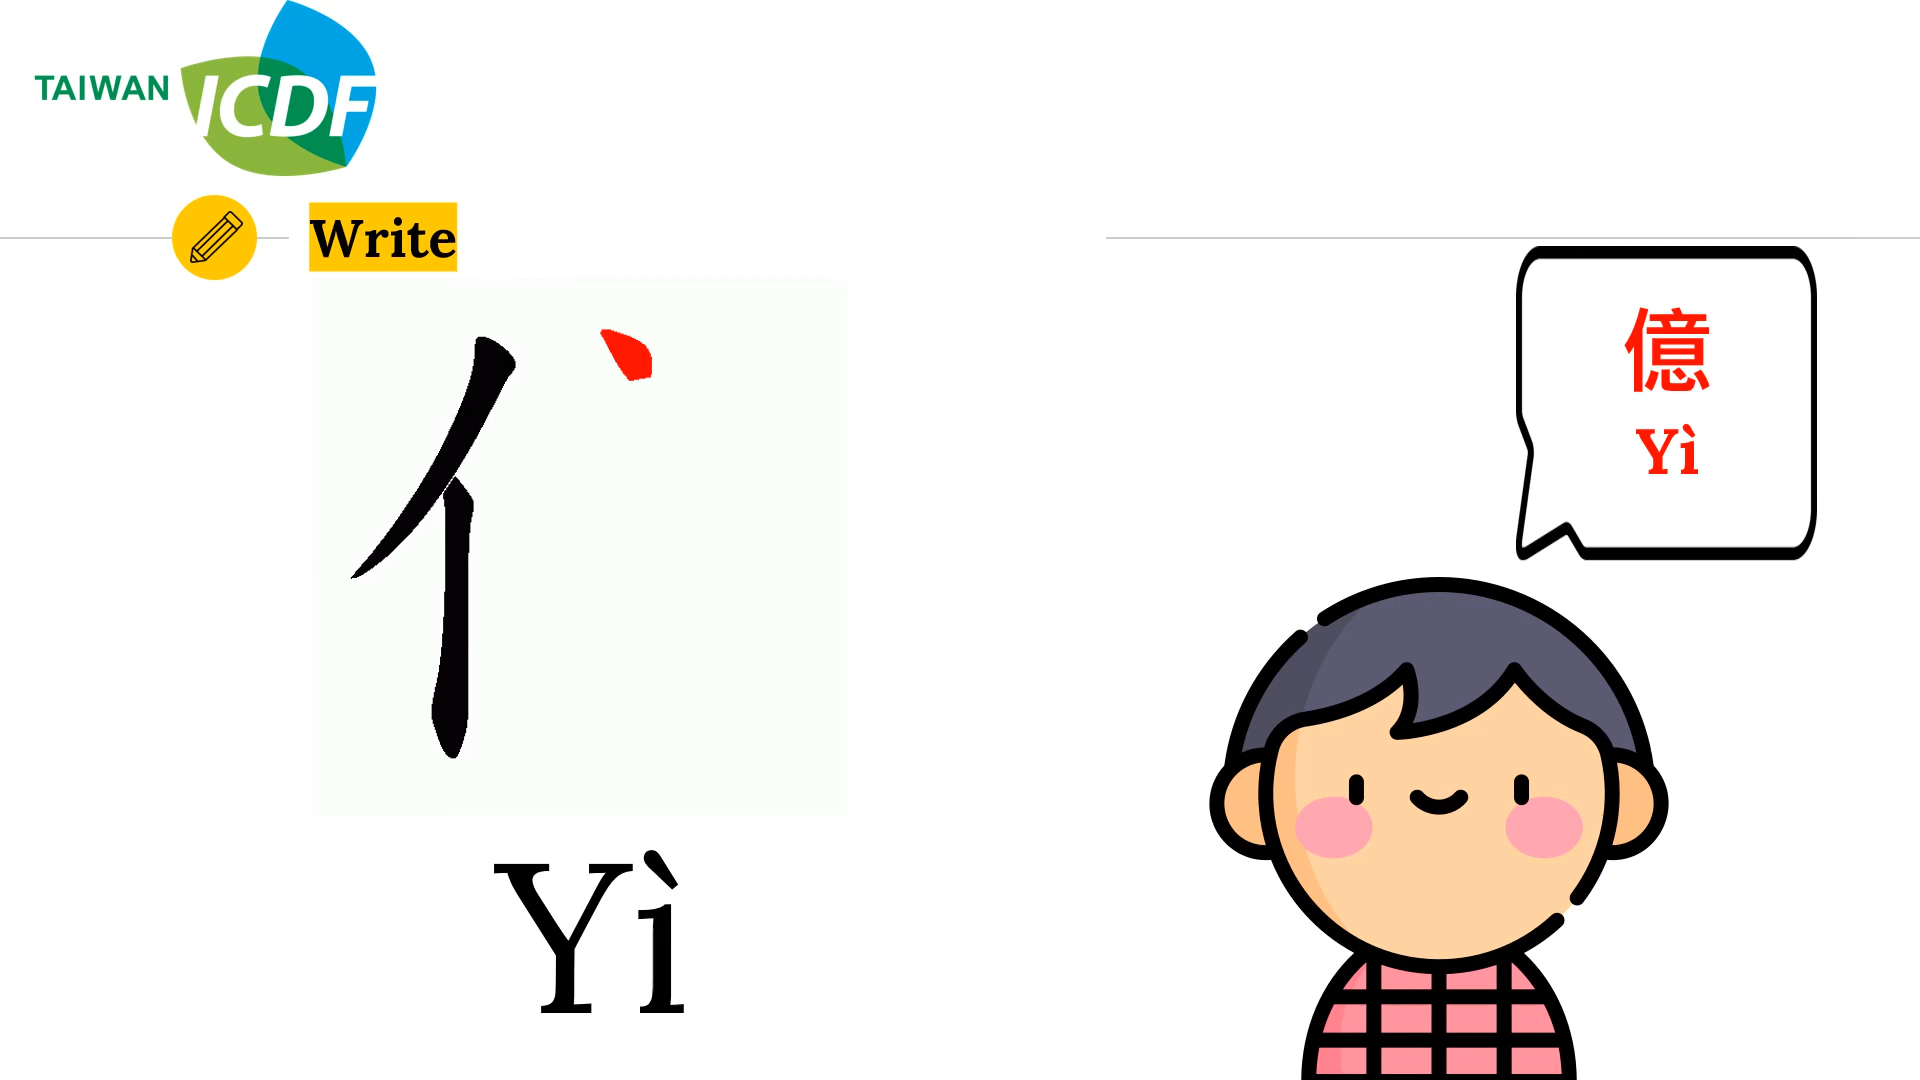 TAIWAN ICDF
Write
億
Yì
Yì